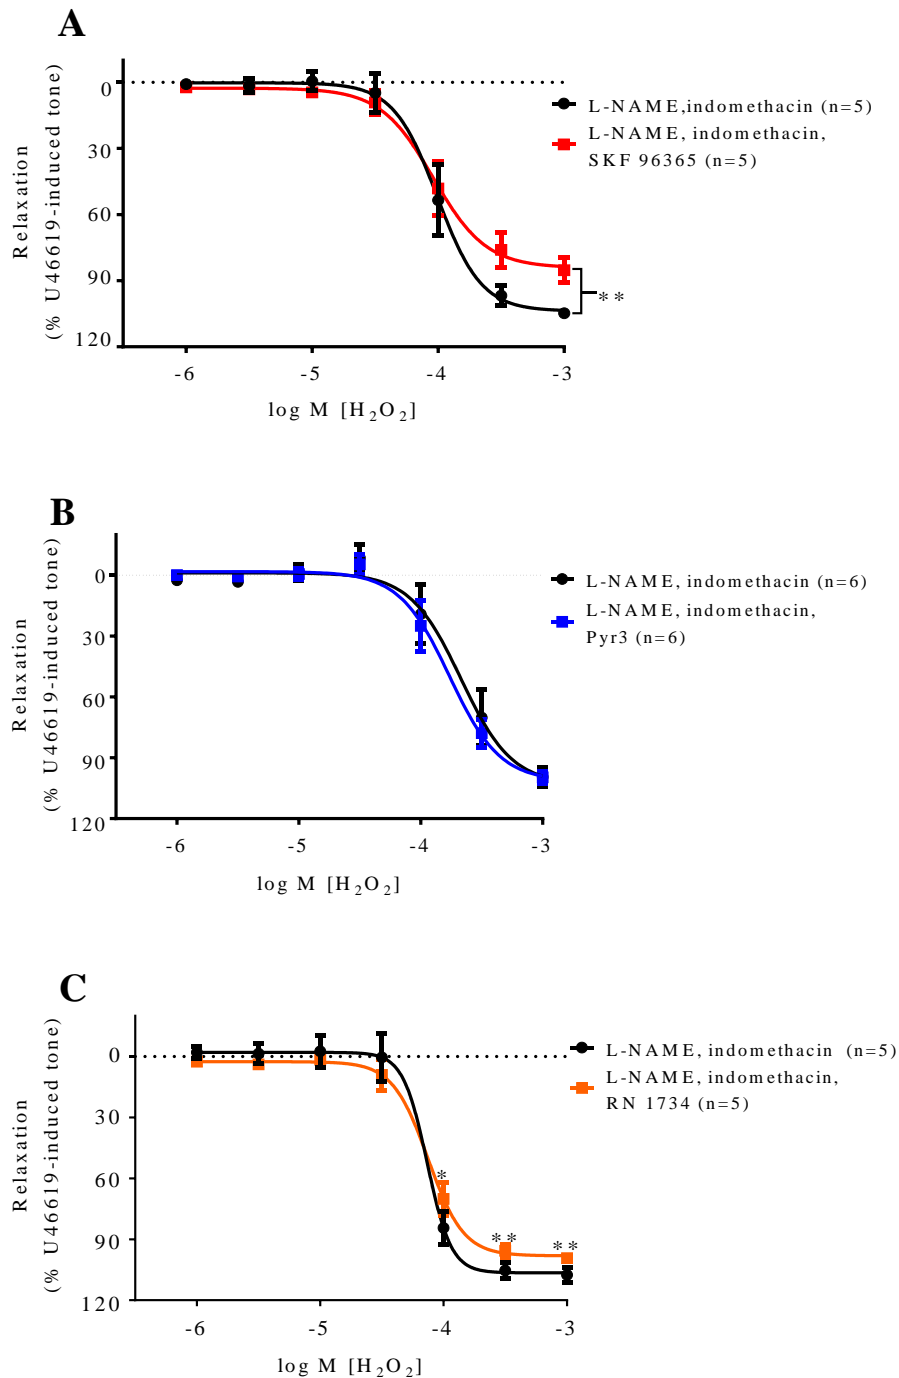 A
Relaxation
(% U46619-induced tone)
0
30
60
90
120
-6 -5 -4 -3
log M [H2O2]
L-NAME,indomethacin (n=5)
L-NAME, indomethacin,
SKF 96365 (n=5)
**
B
Relaxation
(% U46619-induced tone)
0
30
60
90
120
-6 -5 -4 -3
log M [H2O2]
L-NAME, indomethacin (n=6)
L-NAME, indomethacin,
Pyr3 (n=6)
C
Relaxation
(% U46619-induced tone)
0
30
60
90
120
-6 -5 -4 -3
log M [H2O2]
L-NAME, indomethacin (n=5)
L-NAME, indomethacin,
RN 1734 (n=5)
*
** **